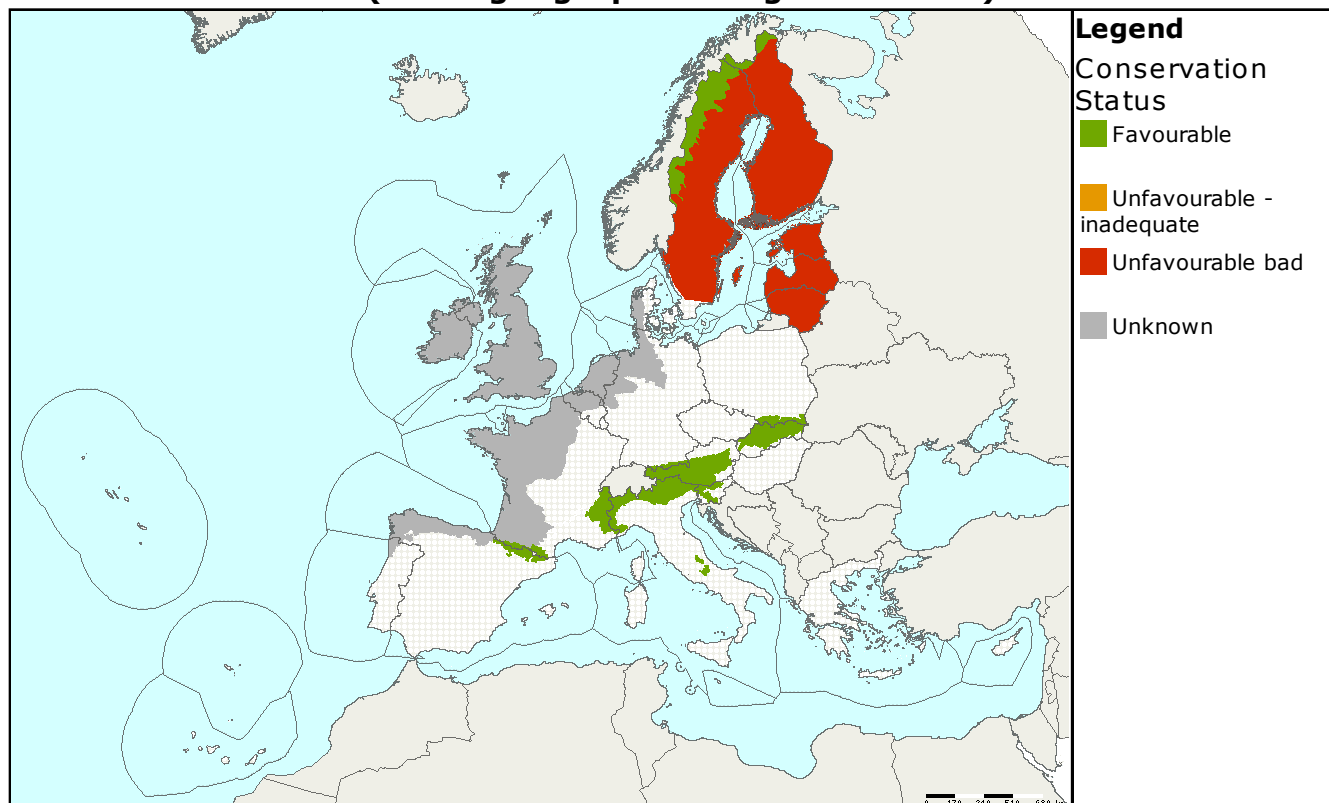 Legend
Conservation
Status
Favourable
Unfavourable -
inadequate
Unfavourable bad
Unknown